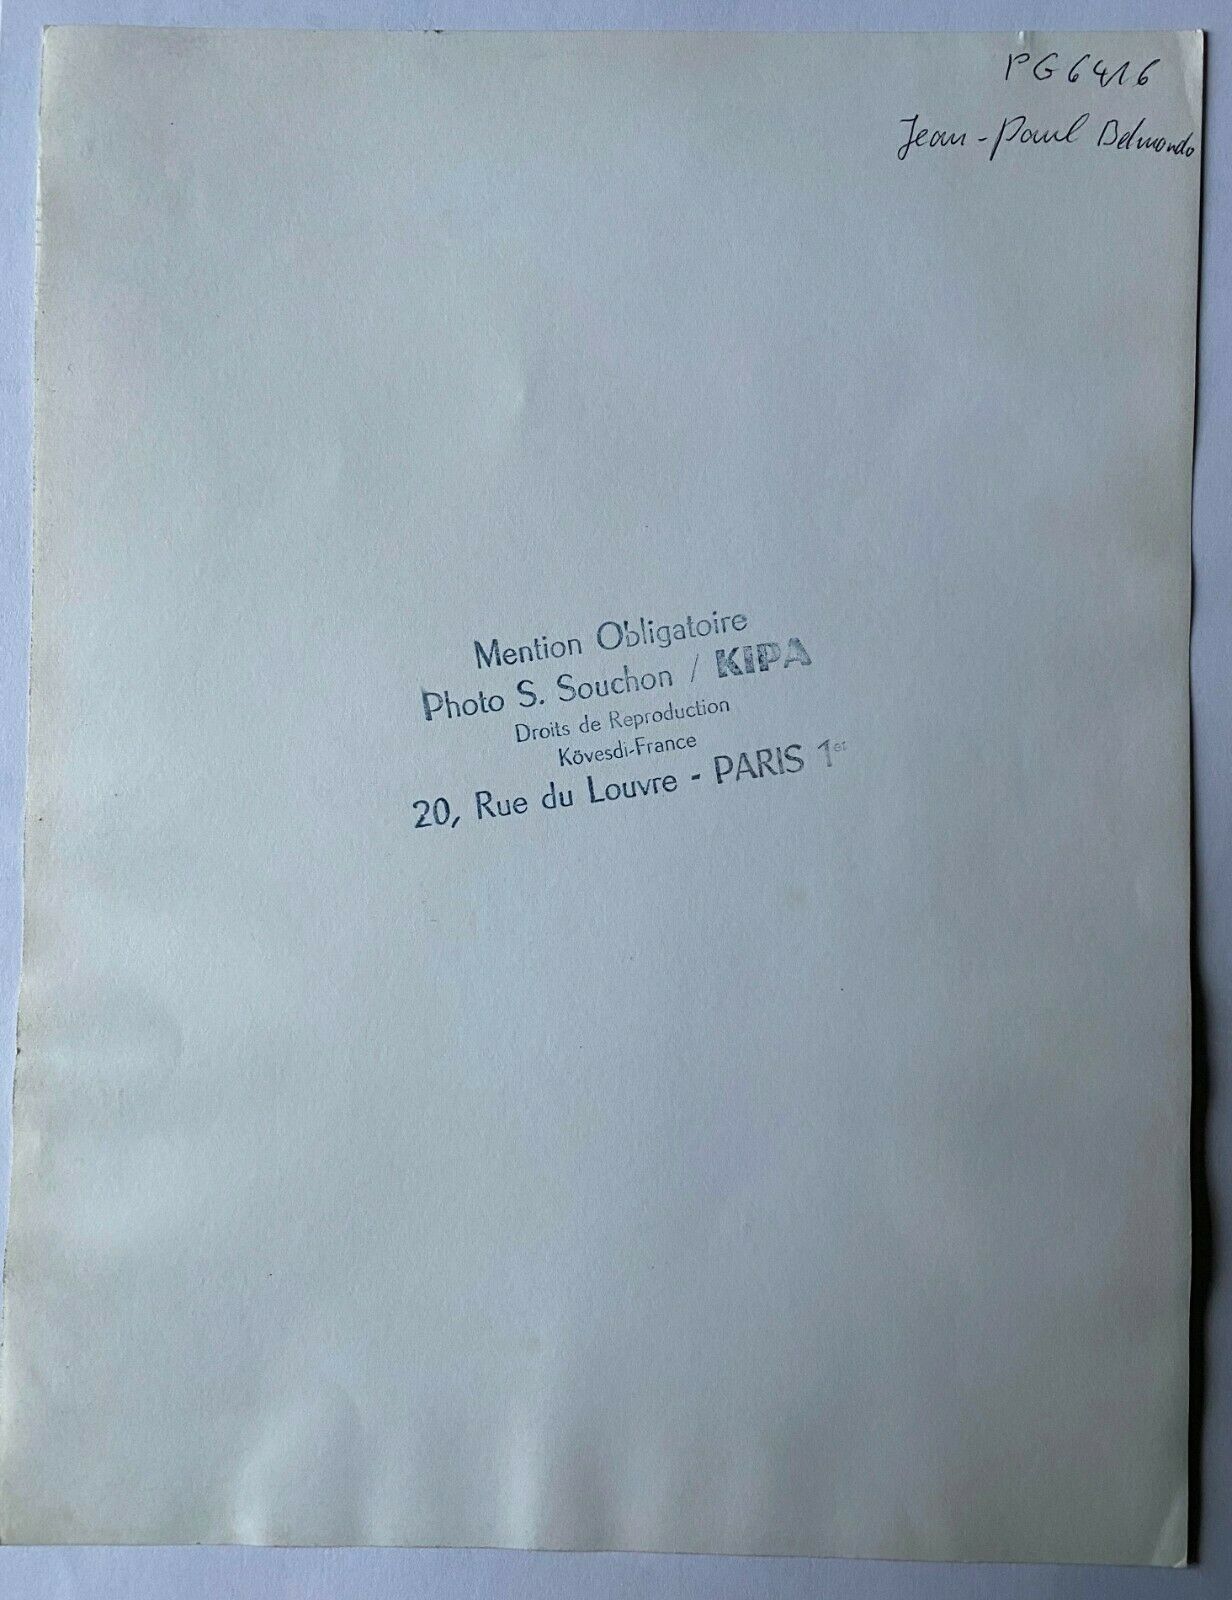 PG6416
Jean-Paul Belmondo
Mention Obligatoire
Photo S. Souchon / KIPA
Droits de Reproduction
Kövesdi-France
20, Rue du Louvre - PARIS 1er